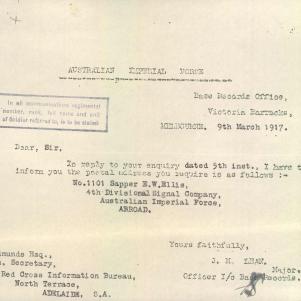 AUSTRALIAN IMPERIAL FORCE
Base Records Office,
Victoria Barracks,
MELBOURNE. 9th March 1917.
In all communications regimental
number, rank, full name and unit
of Soldier referred to, is to be stated
Dear, Sir,
In reply to your enquiry dated 5th inst., I have t
inform you the postal address you require is as follows :-
No.1101 Sapper E.W.Ellis,
4th Divisional Signal Company,
Australian Imperial Force,
ABROAD.
Yours faithfully,
munds Esq.,
. Secretary,
J. M. LEAN,
Major.
Red Cross Information Bureau,
Officer I/c Base Records.
North Terrace,
ADELAIDE, S.A.